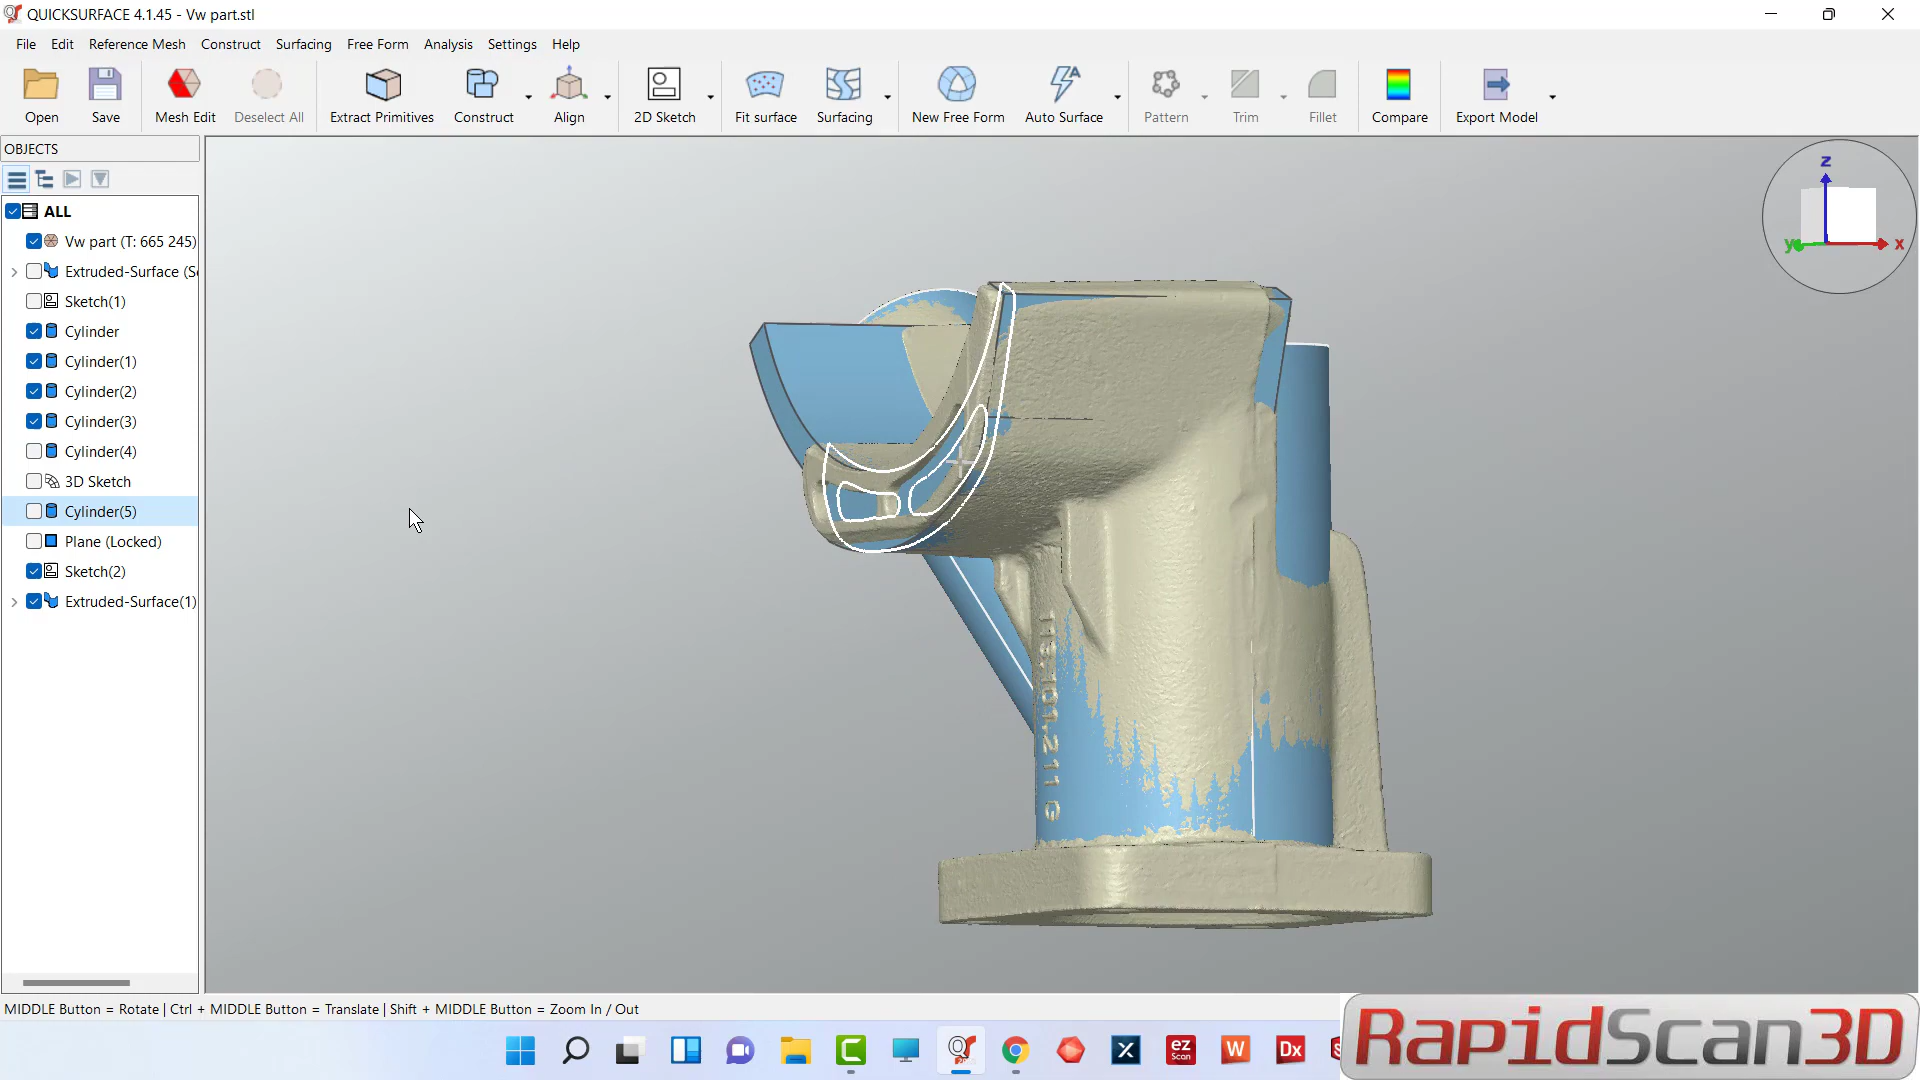 QUICKSURFACE 4.1.45 - Vw part.stl
File Edit Reference Mesh Construct Surfacing Free Form Analysis Settings Help
Open Save Mesh Edit Deselect All Extract Primitives Construct Align 2D Sketch Fit surface Surfacing New Free Form Auto Surface Pattern Trim Fillet Compare Export Model
OBJECTS
ALL
Vw part (T: 665 245)
Extruded-Surface (S
Sketch(1)
Cylinder
Cylinder(1)
Cylinder(2)
Cylinder(3)
Cylinder(4)
3D Sketch
Cylinder(5)
Plane (Locked)
Sketch(2)
Extruded-Surface(1)
Z
Y
X
MIDDLE Button = Rotate | Ctrl + MIDDLE Button = Translate | Shift + MIDDLE Button = Zoom In / Out
ez
Scan
W
Dx
RapidScan3D